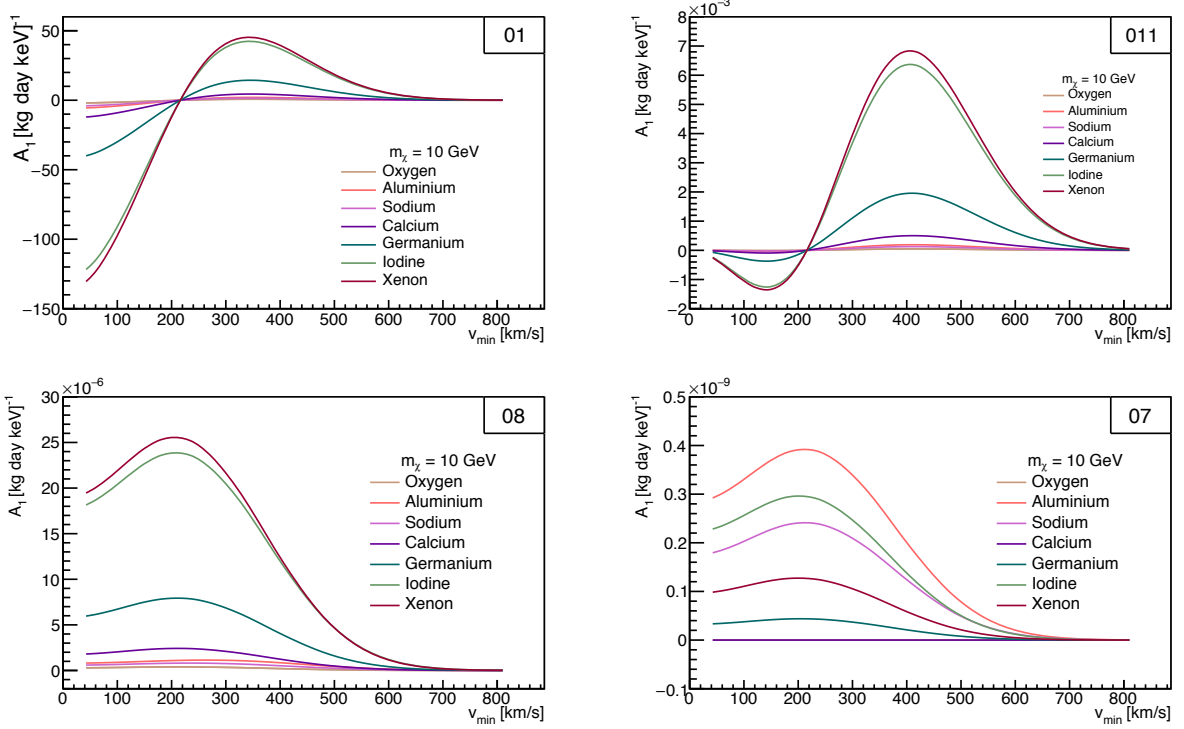 A1 [kg day keV]-1
50
0
−50
−100
−150
01
mχ = 10 GeV
Oxygen
Aluminium
Sodium
Calcium
Germanium
Iodine
Xenon
0 100 200 300 400 500 600 700 800
vmin [km/s]
×10−3
A1 [kg day keV]-1
8
7
6
5
4
3
2
1
0
−1
−2
011
mχ = 10 GeV
Oxygen
Aluminium
Sodium
Calcium
Germanium
Iodine
Xenon
0 100 200 300 400 500 600 700 800
vmin [km/s]
×10−6
A1 [kg day keV]-1
30
25
20
15
10
5
0
08
mχ = 10 GeV
Oxygen
Aluminium
Sodium
Calcium
Germanium
Iodine
Xenon
0 100 200 300 400 500 600 700 800
vmin [km/s]
×10−9
A1 [kg day keV]-1
0.5
0.4
0.3
0.2
0.1
0
−0.1
07
mχ = 10 GeV
Oxygen
Aluminium
Sodium
Calcium
Germanium
Iodine
Xenon
0 100 200 300 400 500 600 700 800
vmin [km/s]